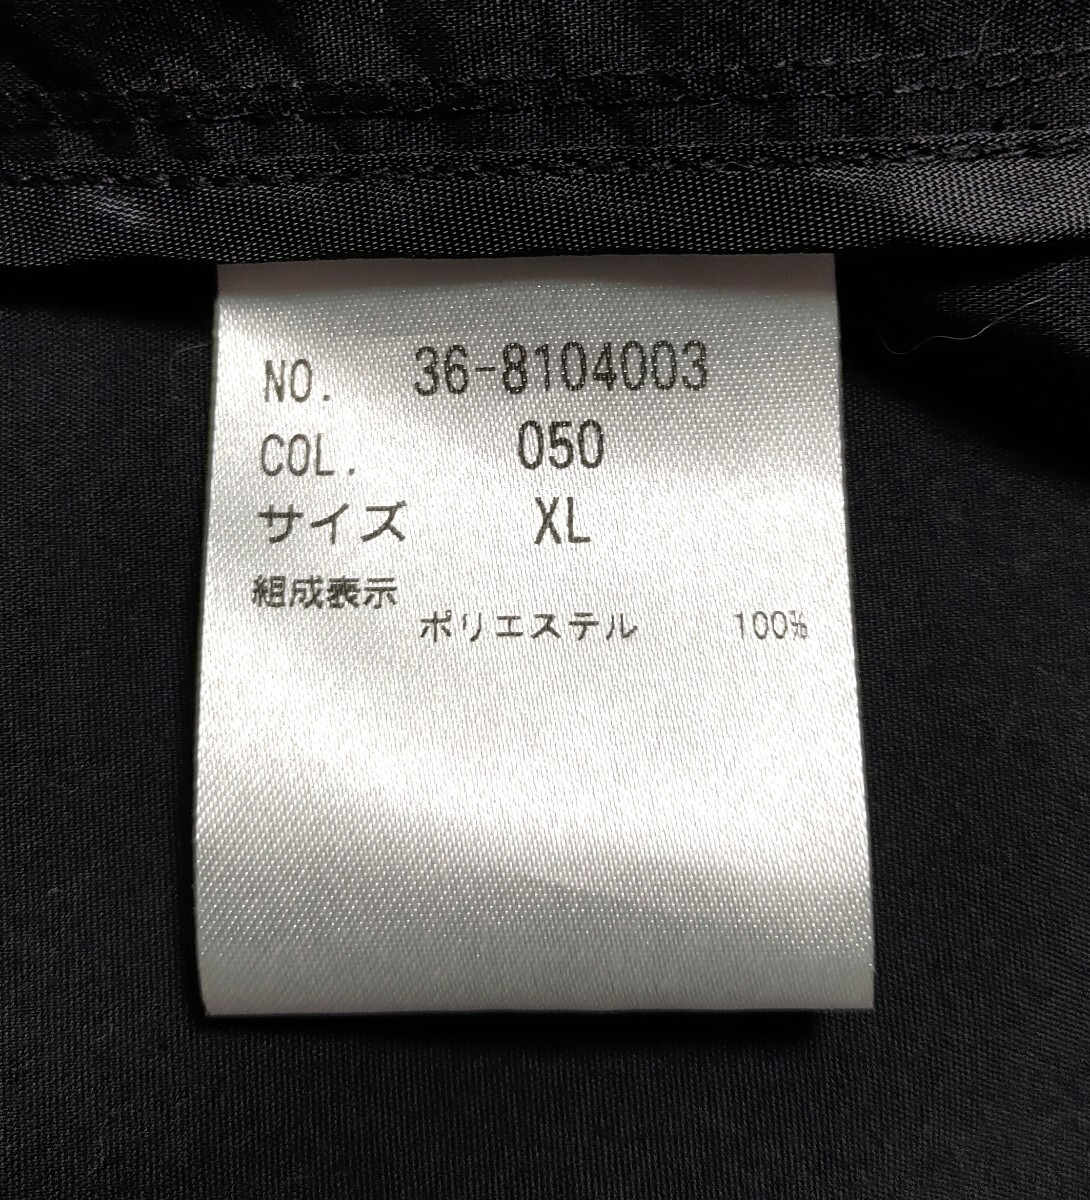 NO. 36-8104003
COL. 050
サイズ XL
組成表示
ポリエステル 100%